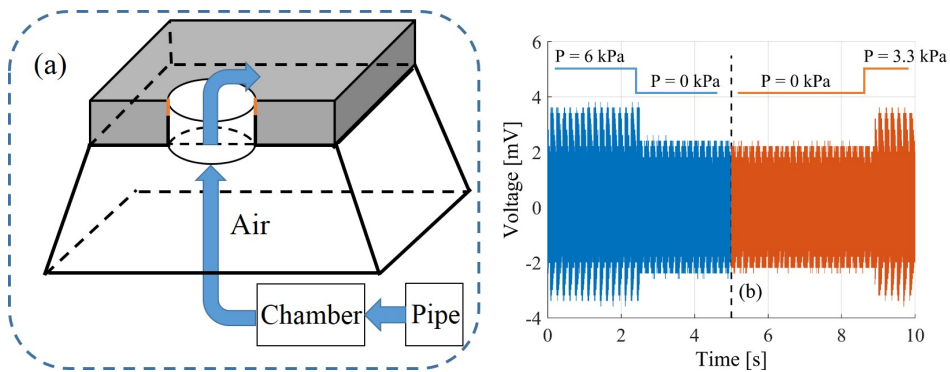 (a)
Air
Chamber
Pipe
6
4
2
0
-2
-4
Voltage [mV]
P = 6 kPa
P = 0 kPa
P = 0 kPa
P = 3.3 kPa
(b)
0
2
4
6
8
10
Time [s]